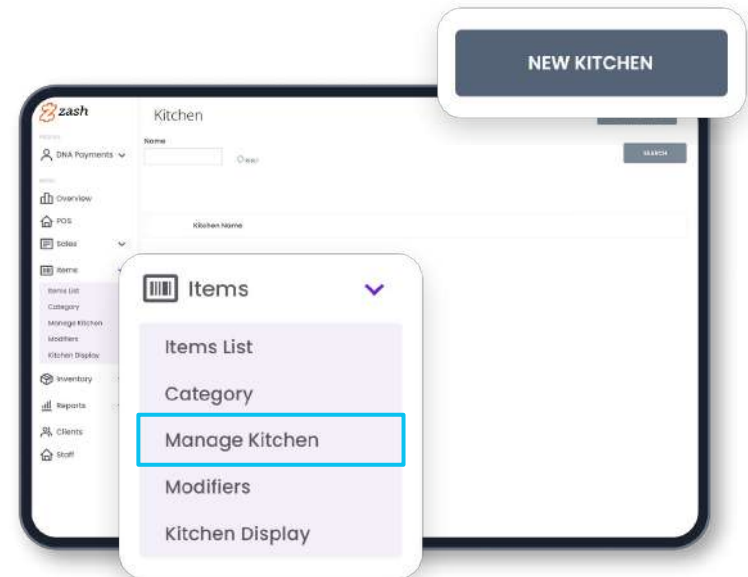 NEW KITCHEN
zash
Kitchen
Name
DNA Payments
SEARCH
Overview
POS
Kitchen Name
Sales
Items
Items List
Category
Manage Kitchen
Modifiers
Kitchen Display
Inventory
Reports
Clients
Staff
Items
Items List
Category
Manage Kitchen
Modifiers
Kitchen Display